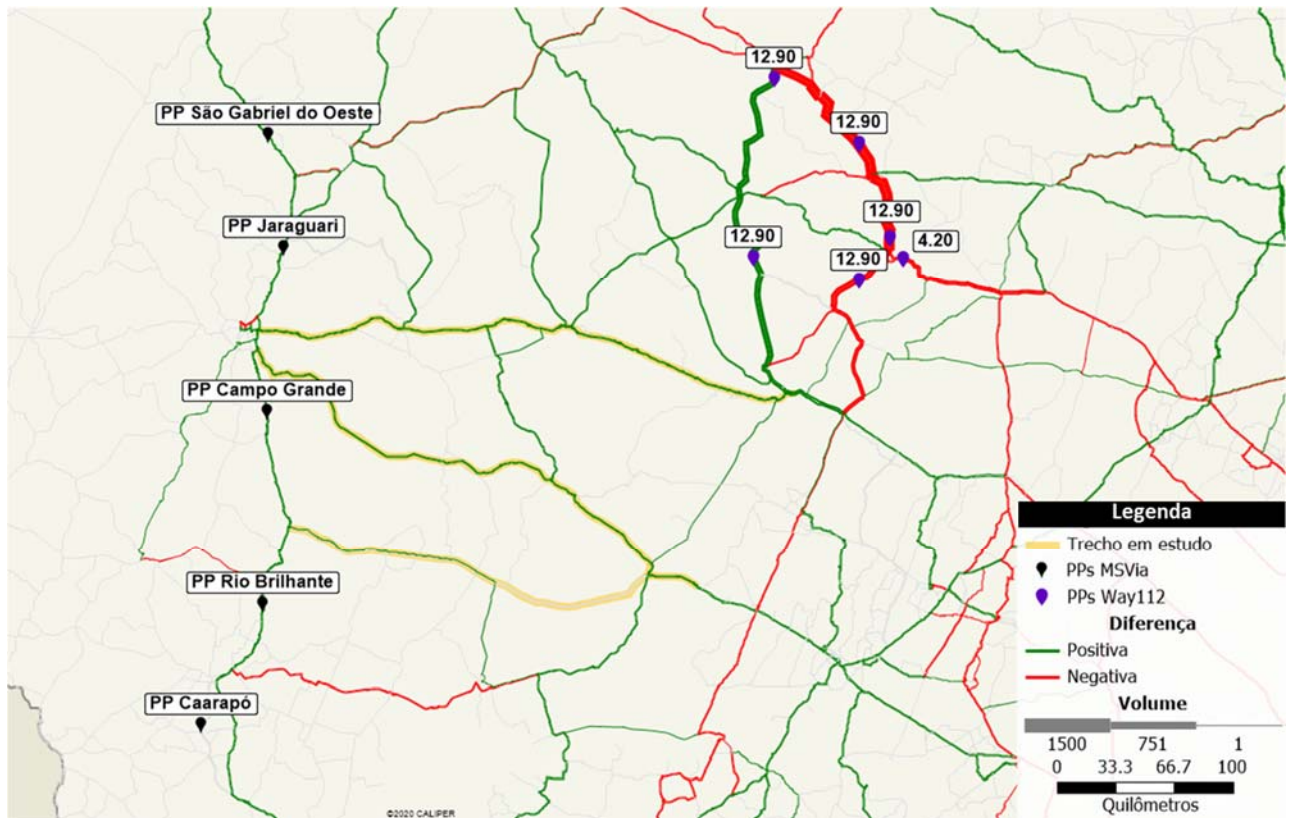 12.90
PP São Gabriel do Oeste
12.90
12.90
PP Jaraguari
4.20
12.90
12.90
PP Campo Grande
PP Rio Brilhante
PP Caarapó
Legenda
Trecho em estudo
PPs MSVia
PPs Way112
Diferença
Positiva
Negativa
Volume
1500 751 1
0 33.3 66.7 100
Quilômetros
©2020 CALIPER